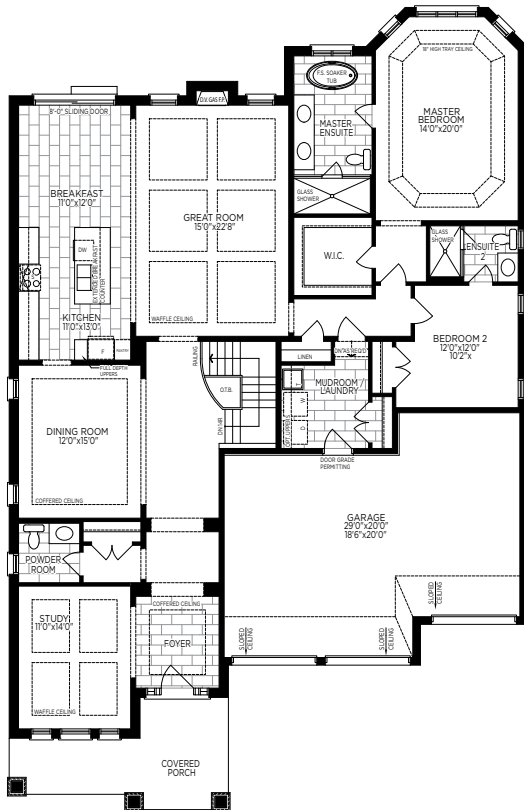 18" HIGH TRAY CEILING
F.S. SOAKER
TUB
MASTER
BEDROOM
14'0"x20'0"
MASTER
ENSUITE
D.V. GAS F.P.
8'-0" SLIDING DOOR
GLASS
SHOWER
BREAKFAST
11'0"x12'0"
GREAT ROOM
15'0"x22'8"
W.I.C.
GLASS
SHOWER
ENSUITE
2
DW
EXTENDED BREAKFAST
COUNTER
KITCHEN
11'0"x13'0"
WAFFLE CEILING
F
PANTRY
FULL DEPTH
UPPERS
RAILING
LINEN
BEDROOM 2
12'0"x12'0"
10'2"x
MUDROOM /
LAUNDRY
O.T.B.
T
W
D
OPT. UPPERS
DN 14R
DINING ROOM
12'0"x15'0"
COFFERED CEILING
DOOR GRADE
PERMITTING
GARAGE
29'0"x20'0"
18'6"x20'0"
POWDER
ROOM
SLOPED
CEILING
COFFERED CEILING
STUDY
11'0"x14'0"
FOYER
SLOPED
CEILING
SLOPED
CEILING
WAFFLE CEILING
COVERED
PORCH